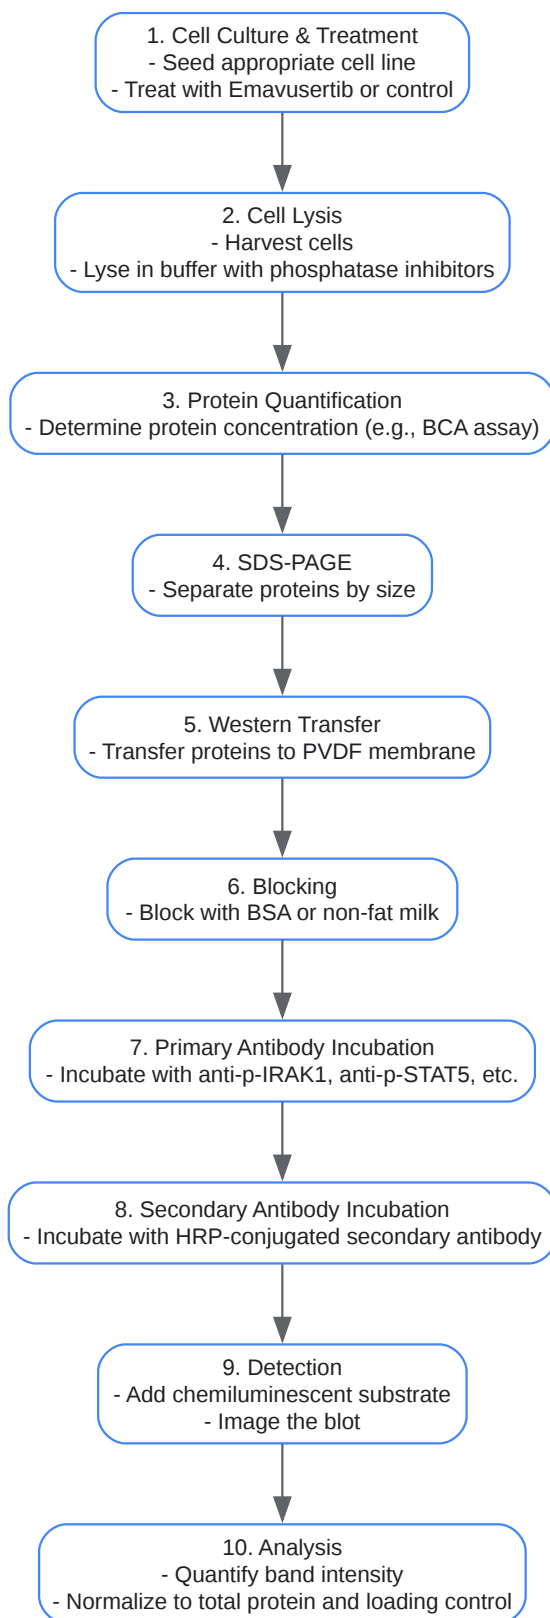 1. Cell Culture & Treatment
- Seed appropriate cell line
- Treat with Emavusertib or control
2. Cell Lysis
- Harvest cells
- Lyse in buffer with phosphatase inhibitors
3. Protein Quantification
- Determine protein concentration (e.g., BCA assay)
4. SDS-PAGE
- Separate proteins by size
5. Western Transfer
- Transfer proteins to PVDF membrane
6. Blocking
- Block with BSA or non-fat milk
7. Primary Antibody Incubation
- Incubate with anti-p-IRAK1, anti-p-STAT5, etc.
8. Secondary Antibody Incubation
- Incubate with HRP-conjugated secondary antibody
9. Detection
- Add chemiluminescent substrate
- Image the blot
10. Analysis
- Quantify band intensity
- Normalize to total protein and loading control